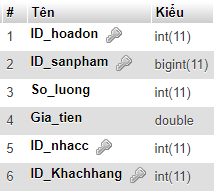 # Tên Kiểu
1 ID_hoadon int(11)
2 ID_sanpham bigint(11)
3 So_luong int(11)
4 Gia_tien double
5 ID_nhacc int(11)
6 ID_Khachhang int(11)